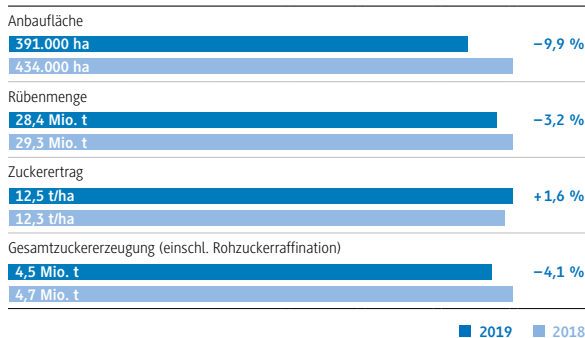 Anbaufläche
391.000 ha −9,9 %
434.000 ha
Rübenmenge
28,4 Mio. t −3,2 %
29,3 Mio. t
Zuckerertrag
12,5 t/ha +1,6 %
12,3 t/ha
Gesamtzuckererzeugung (einschl. Rohzuckerraffination)
4,5 Mio. t −4,1 %
4,7 Mio. t
2019 2018